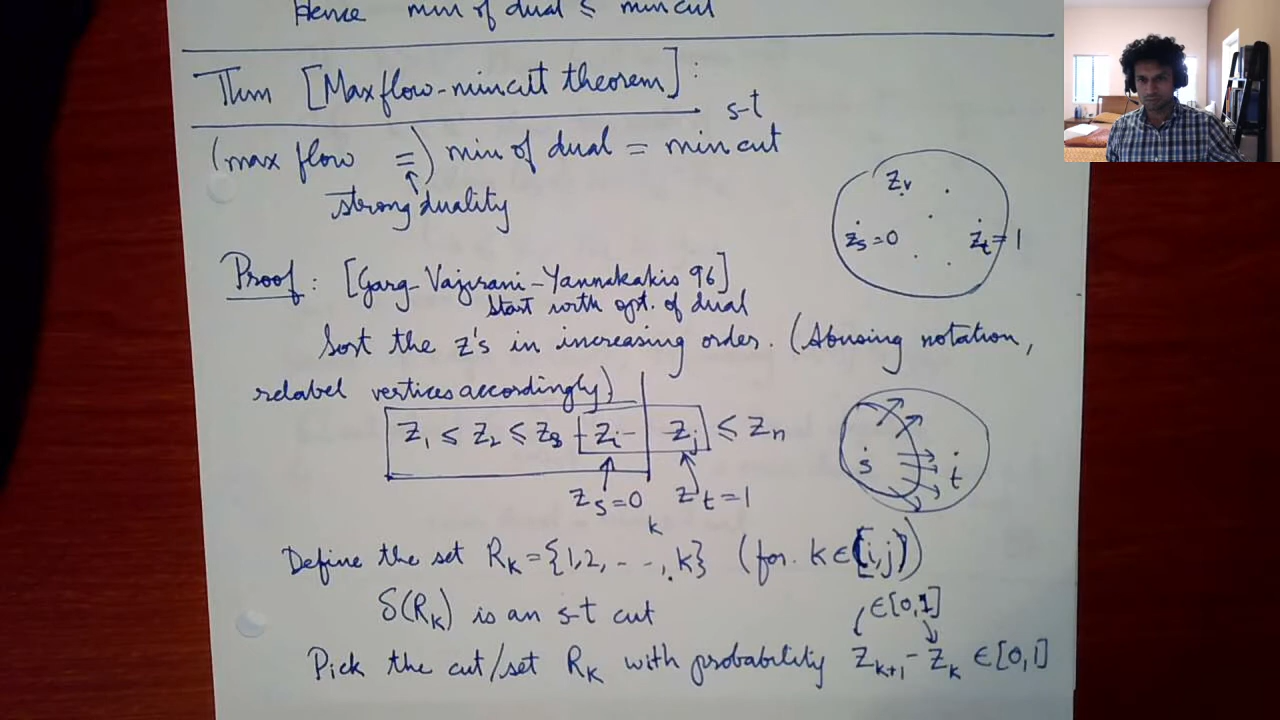 Hence min of dual ≤ min cut
Thm [Maxflow-mincut theorem]:
s-t
(max flow =) min of dual = min cut
strong duality
Zv
Zs=0
Zt=1
Proof: [Garg-Vazirani-Yannakakis 96]
Start with opt. of dual
Sort the z's in increasing order. (Abusing notation,
relabel vertices accordingly)
Z1 ≤ Z2 ≤ Z3 - Zi - Zj ≤ Zn
s
t
Zs=0
Zt=1
k
Define the set Rk={1,2, - - -, k} (for k∈[i,j))
δ(Rk) is an s-t cut
∈[0,1]
Pick the cut/set Rk with probability Zk+1 - Zk ∈[0,1]